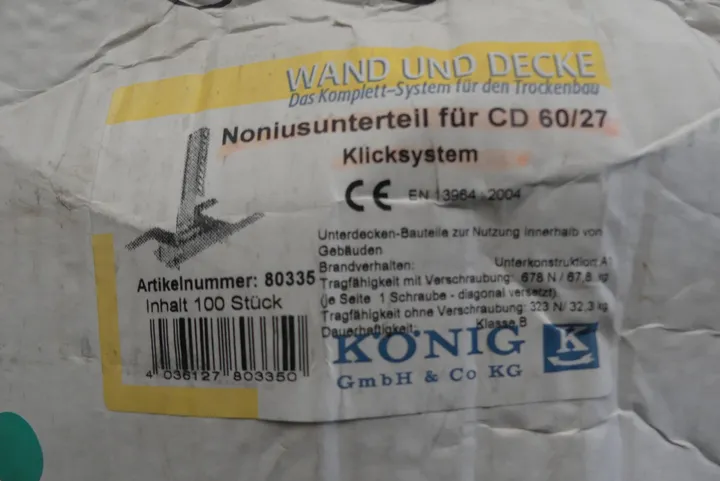 WAND UND DECKE
Das Komplett-System für den Trockenbau
Noniusunterteil für CD 60/27
Klicksystem
CE EN 13964 : 2004
Unterdecken-Bauteile zur Nutzung innerhalb von
Gebäuden
Brandverhalten: Unterkonstruktion A1
Tragfähigkeit mit Verschraubung: 678 N / 67,8 kg
(je Seite 1 Schraube - diagonal versetzt)
Tragfähigkeit ohne Verschraubung: 323 N/ 32,3 kg
Dauerhaftigkeit: Klasse B
Artikelnummer: 80335
Inhalt 100 Stück
4 036127 803350
KÖNIG K
GmbH & Co KG